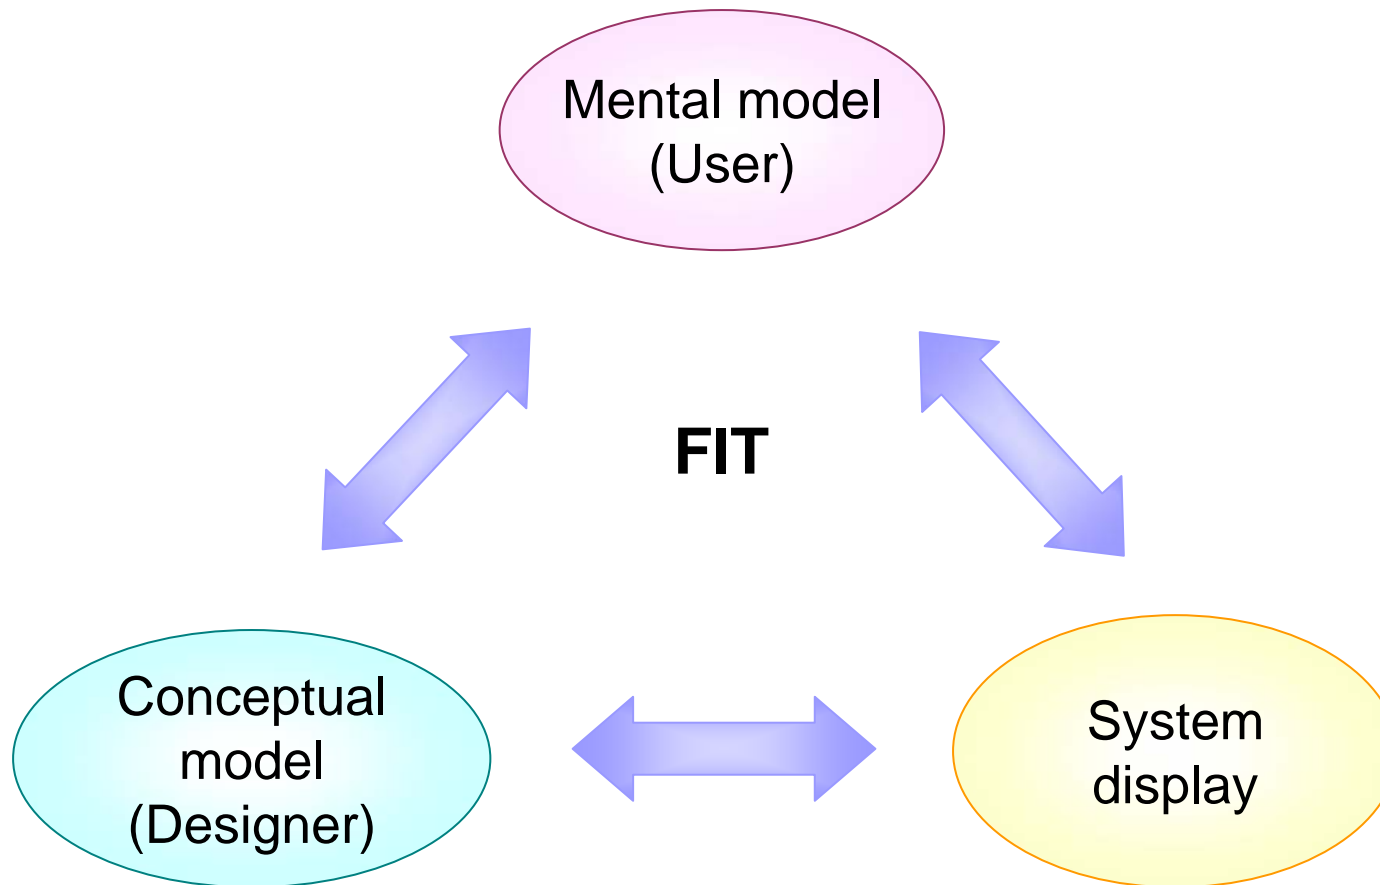 Mental model
(User)
FIT
Conceptual
model
(Designer)
System
display